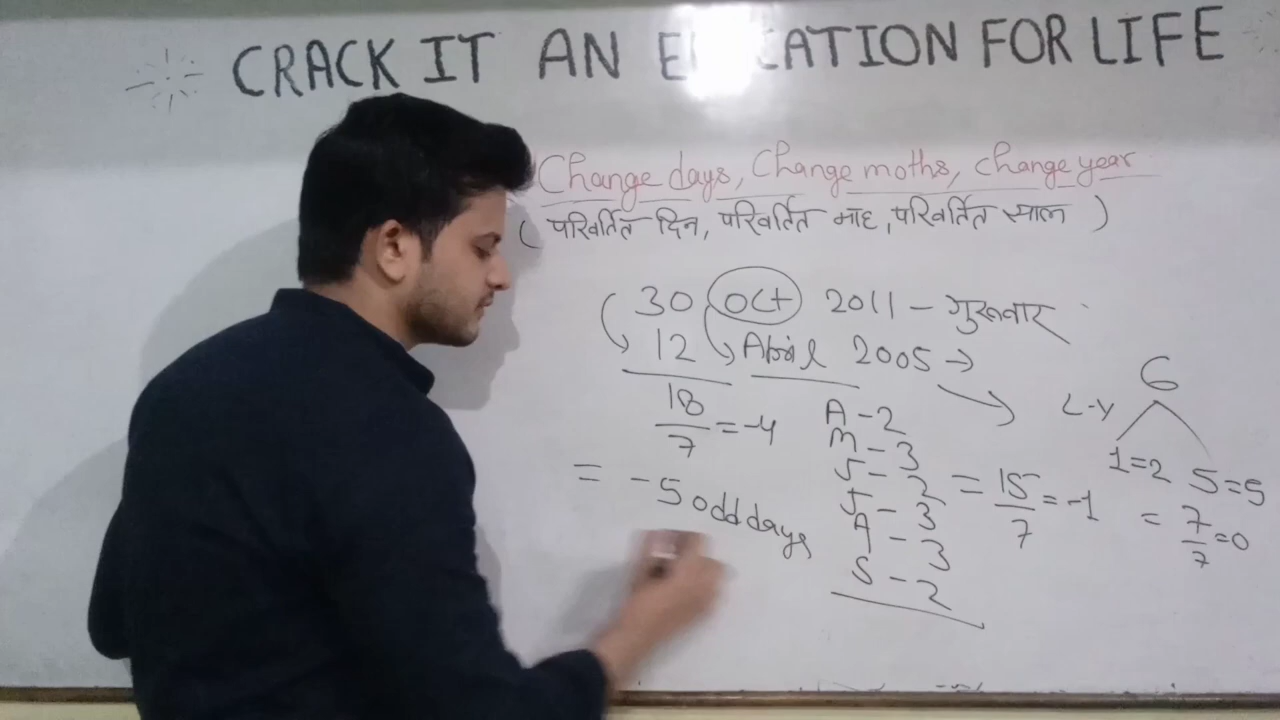 CRACK IT AN E CATION FOR LIFE
Change days, Change moths, change year
( परिवर्तित दिन, परिवर्तित माह, परिवर्तित साल )
30 oct 2011 - गुरूवार
12 April 2005 →
18/7 = -4
= -5 odd days
A - 2
M - 3
J - 2
J - 3
A - 3
S - 2
= 15/7 = -1
6
L-Y
1=2 5=5
= 7/7 =0